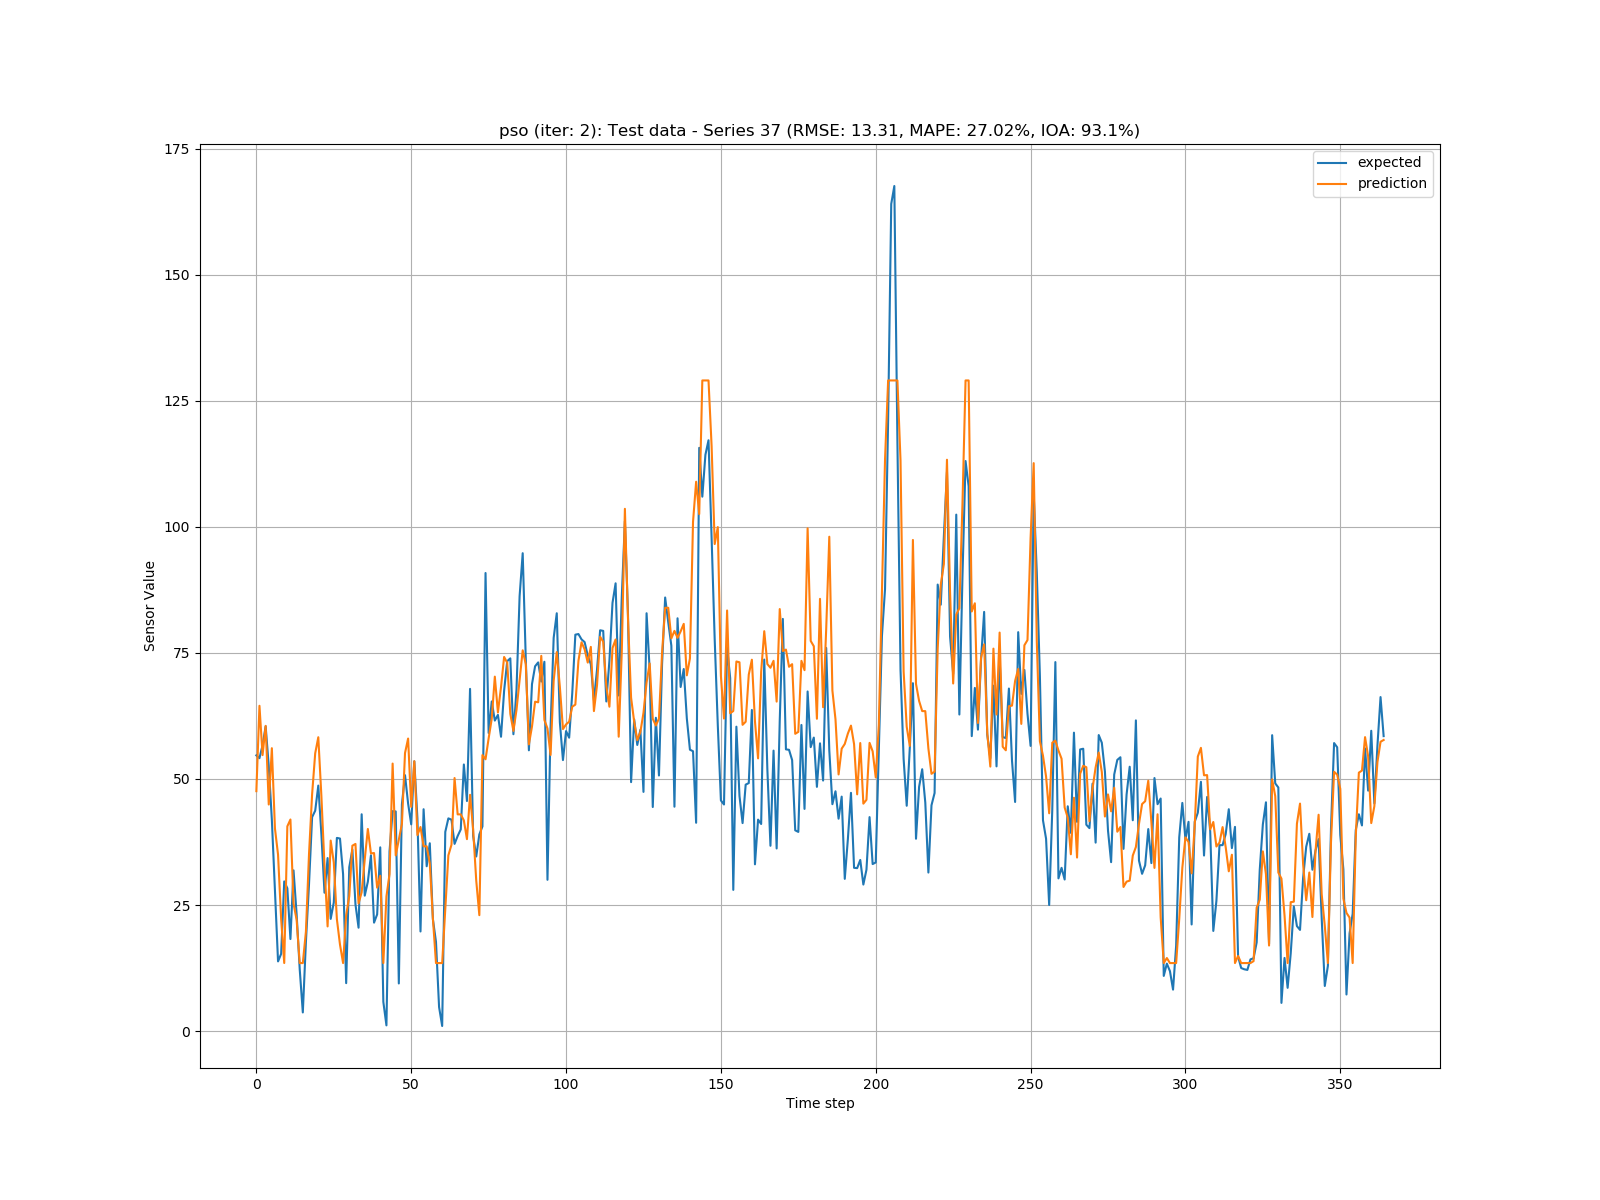 pso (iter: 2): Test data - Series 37 (RMSE: 13.31, MAPE: 27.02%, IOA: 93.1%)
expected
prediction
175
150
125
100
75
50
25
0
Sensor Value
0 50 100 150 200 250 300 350
Time step